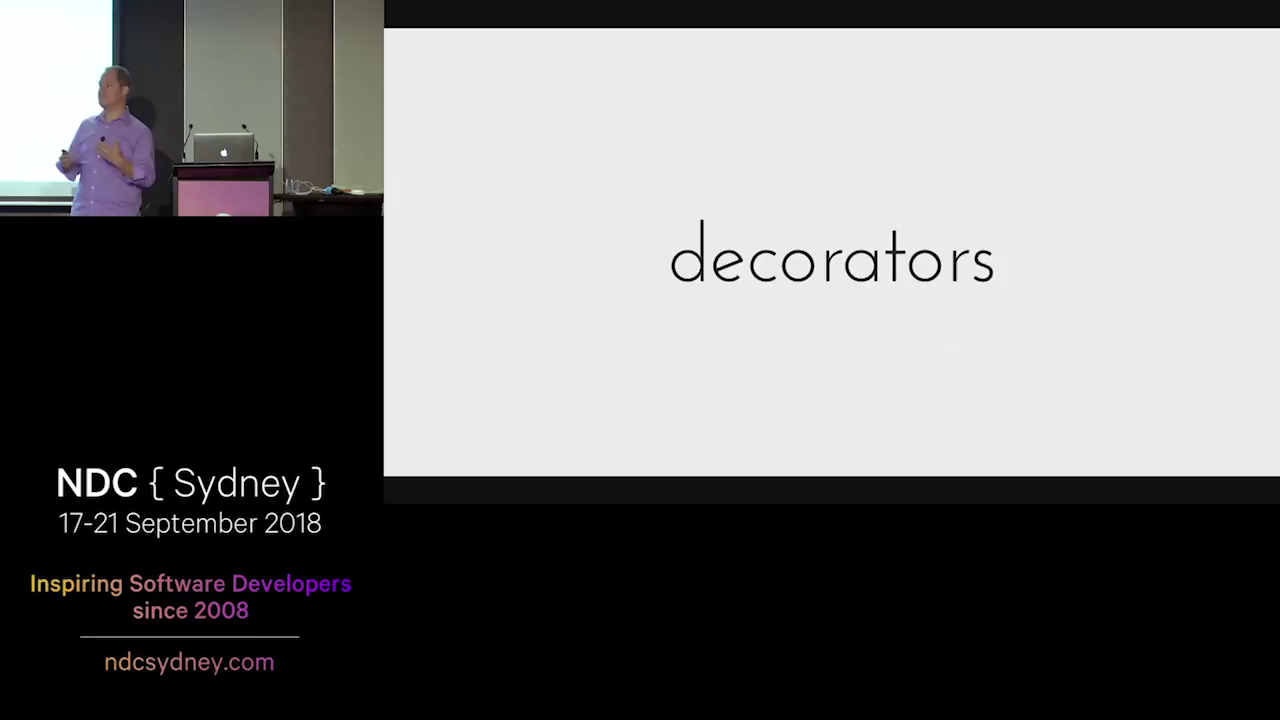 decorators
NDC { Sydney }
17-21 September 2018
Inspiring Software Developers
since 2008
ndcsydney.com